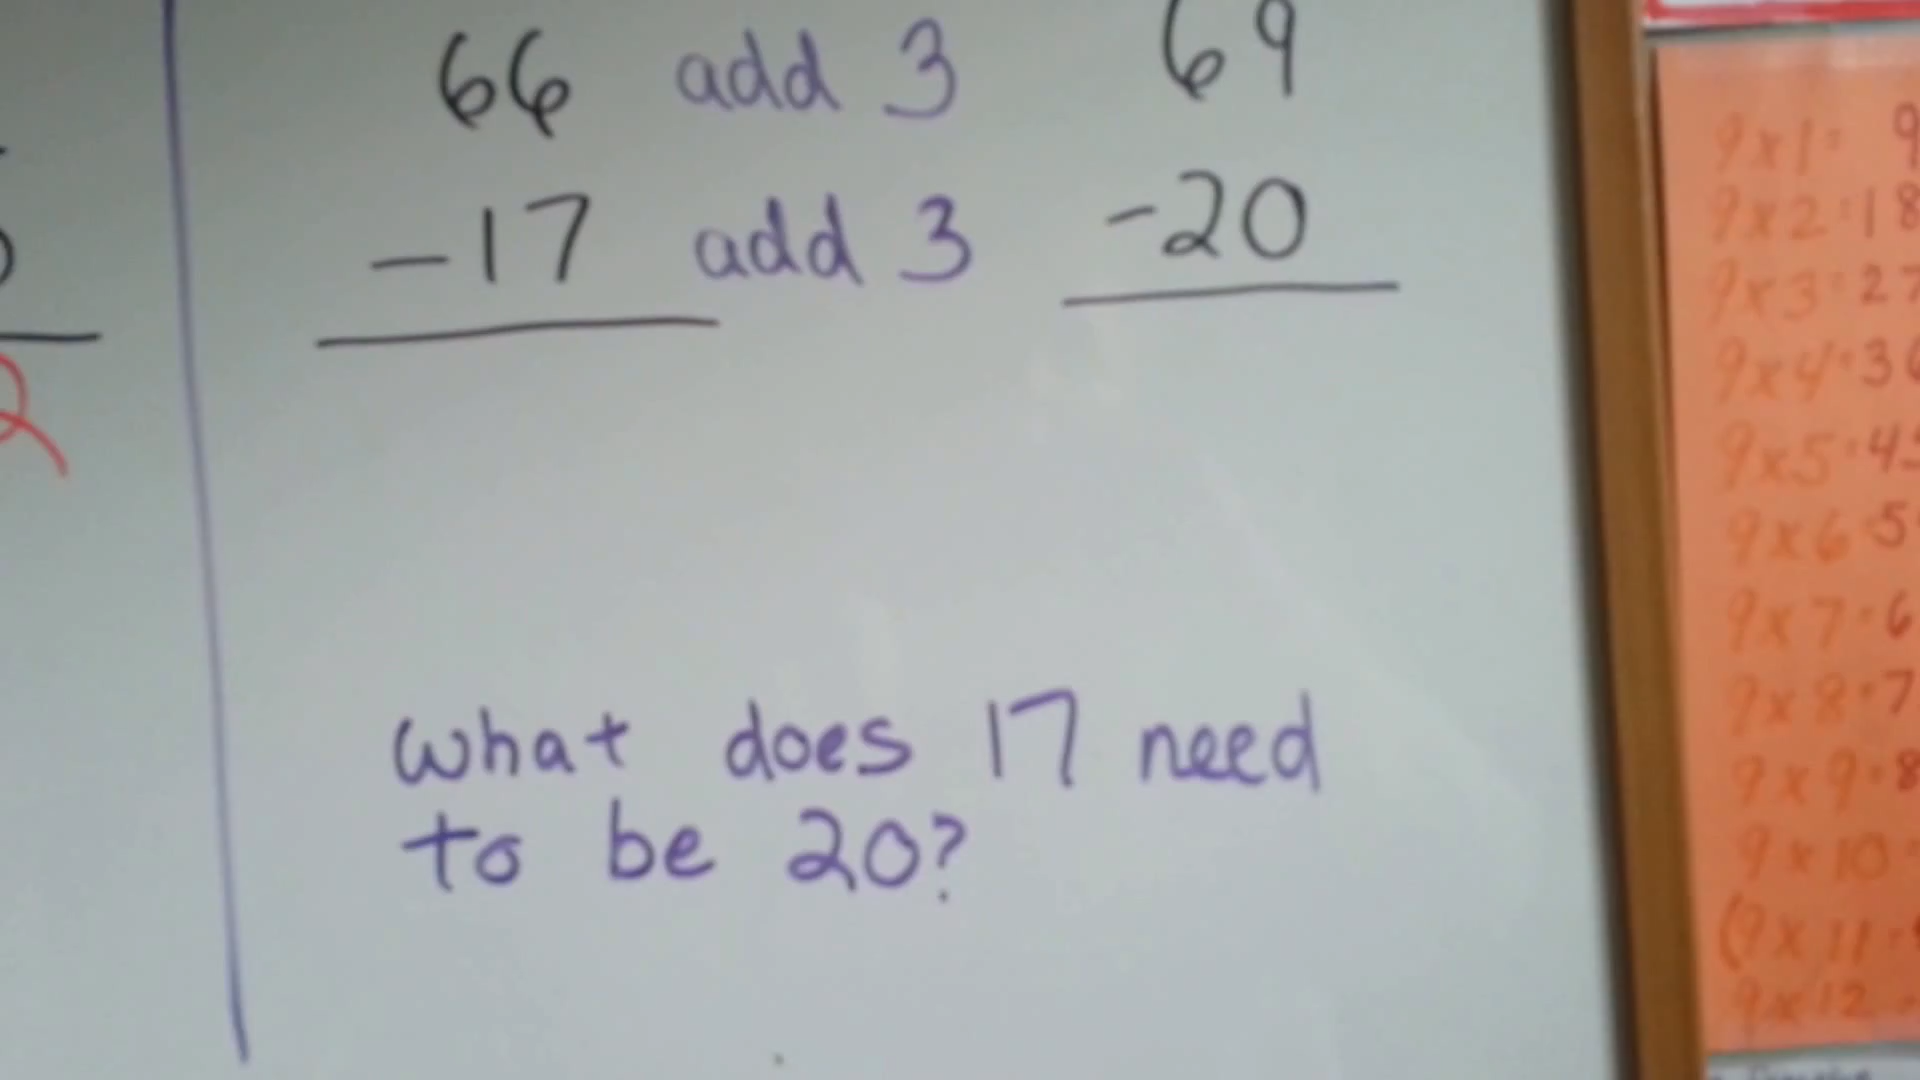 66 add 3 69
-17 add 3 -20
What does 17 need
to be 20?
2
9x1= 9
9x2=18
9x3=27
9x4=36
9x5=45
9x6=5
9x7=6
9x8=7
9x9=8
9x10=
(9x11=
9x12=